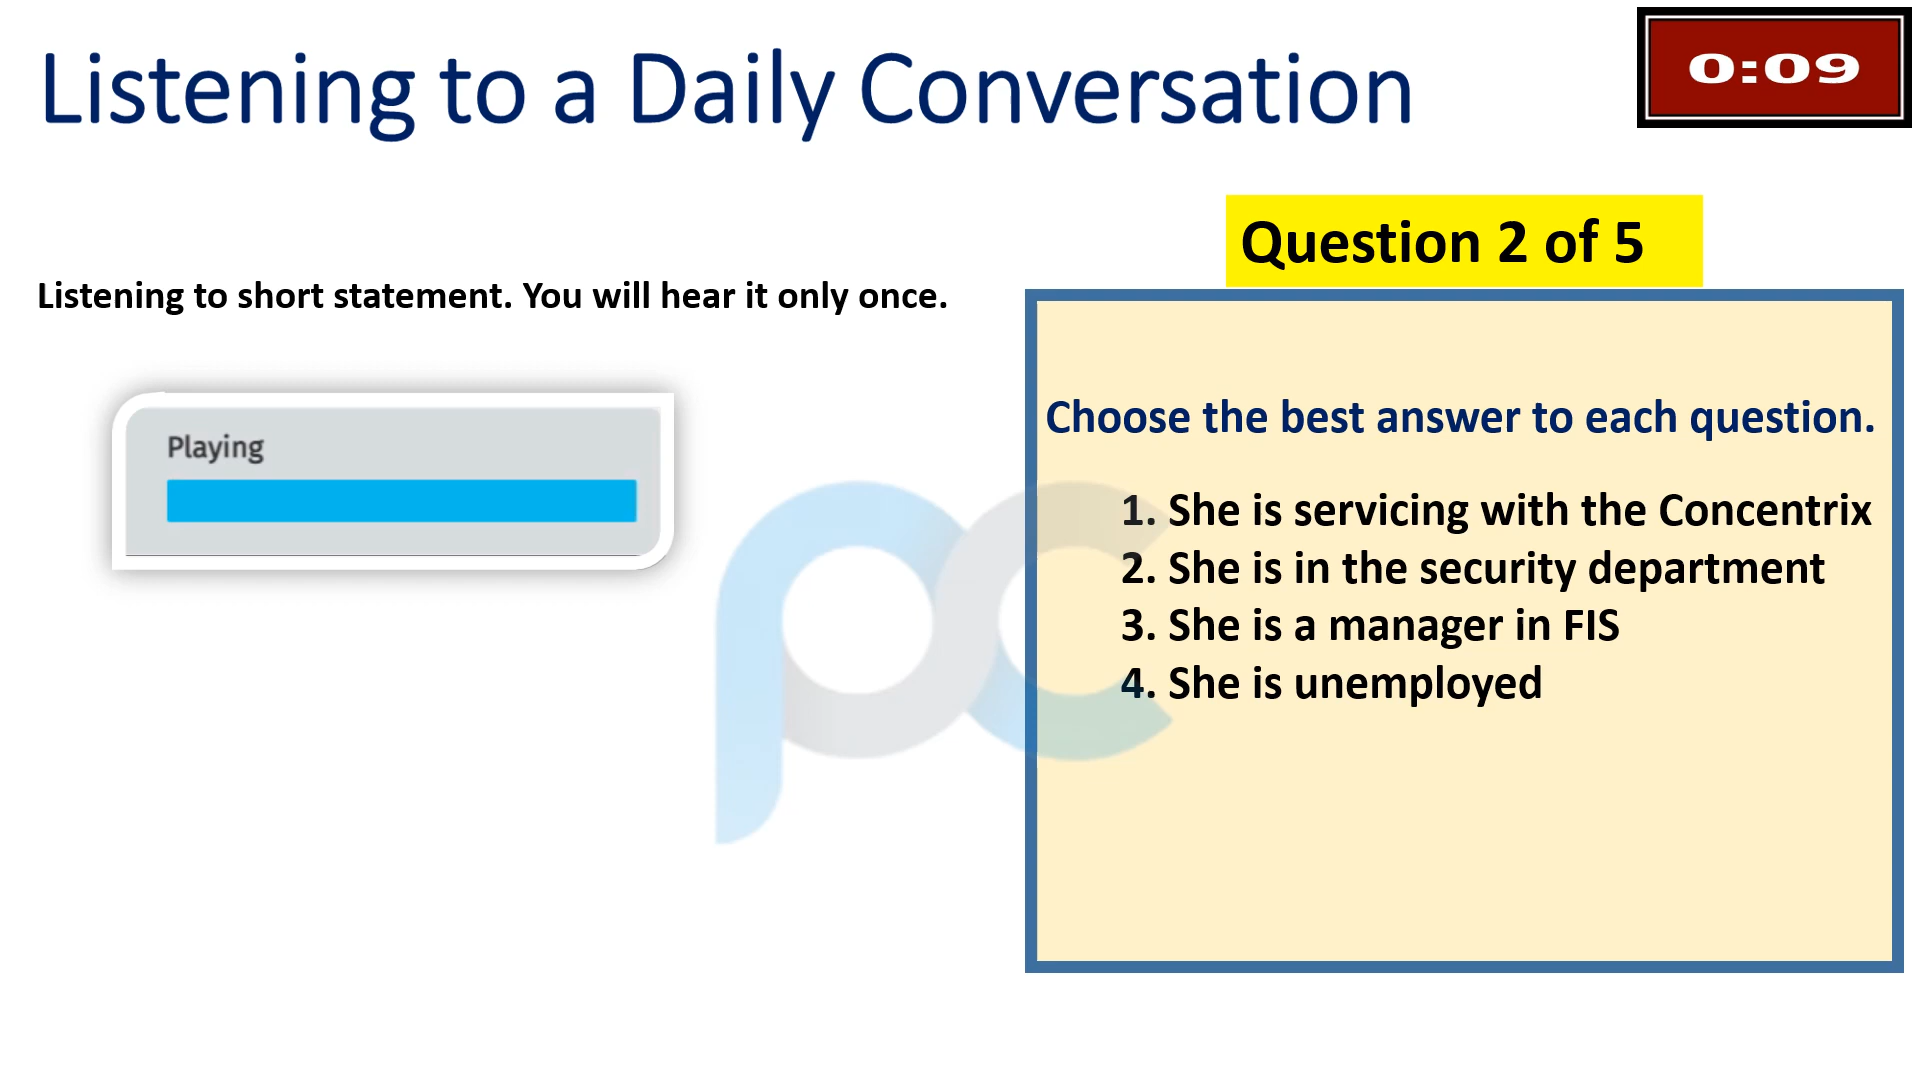 Listening to a Daily Conversation
0:09
Question 2 of 5
Listening to short statement. You will hear it only once.
Playing
Choose the best answer to each question.
1. She is servicing with the Concentrix
2. She is in the security department
3. She is a manager in FIS
4. She is unemployed